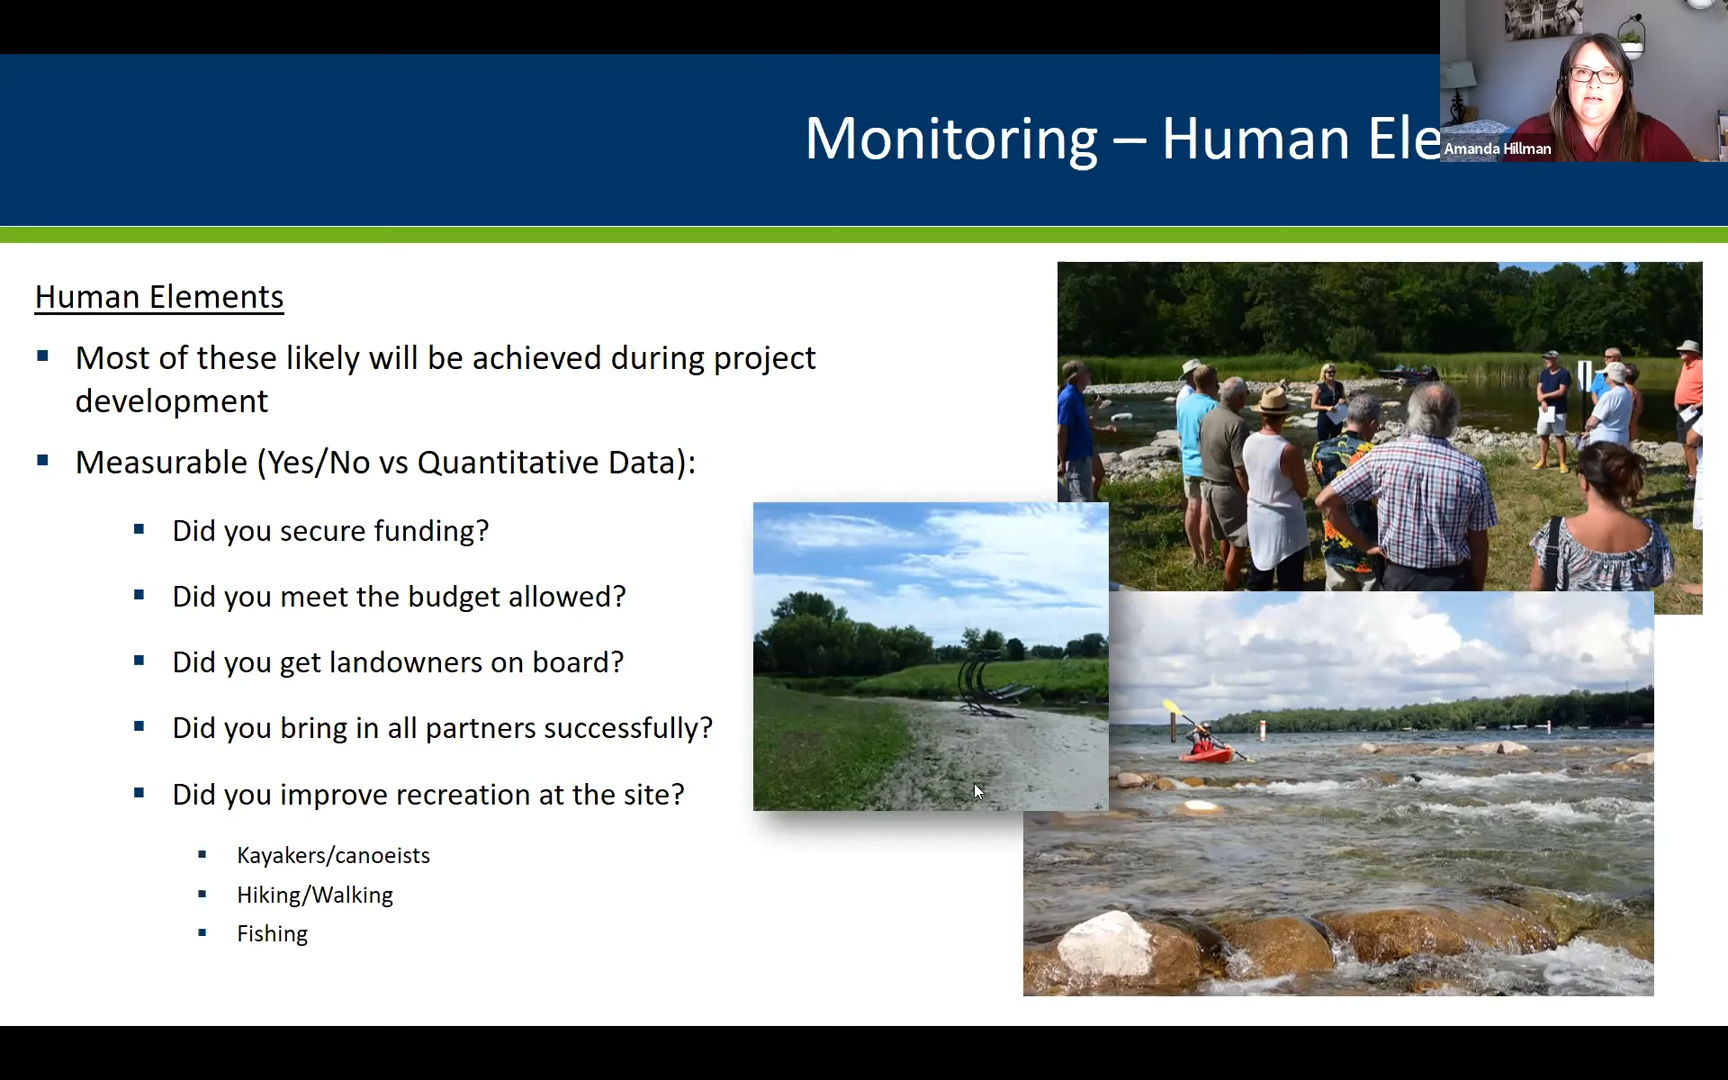 Monitoring – Human Ele
Amanda Hillman
Human Elements
Most of these likely will be achieved during project
development
Measurable (Yes/No vs Quantitative Data):
Did you secure funding?
Did you meet the budget allowed?
Did you get landowners on board?
Did you bring in all partners successfully?
Did you improve recreation at the site?
Kayakers/canoeists
Hiking/Walking
Fishing